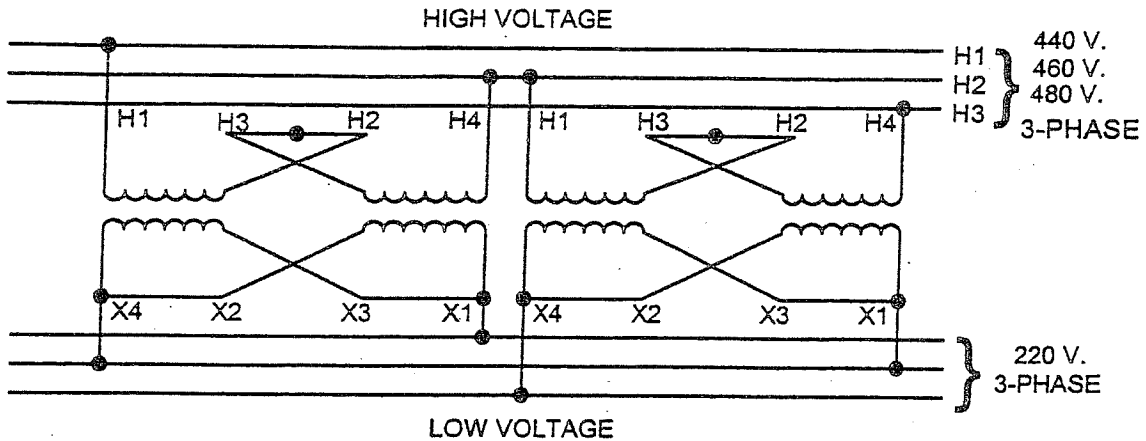 HIGH VOLTAGE
H1 440 V.
H2 460 V.
H3 480 V.
3-PHASE
H1 H3 H2 H4 H1 H3 H2 H4
X4 X2 X3 X1 X4 X2 X3 X1
220 V.
3-PHASE
LOW VOLTAGE